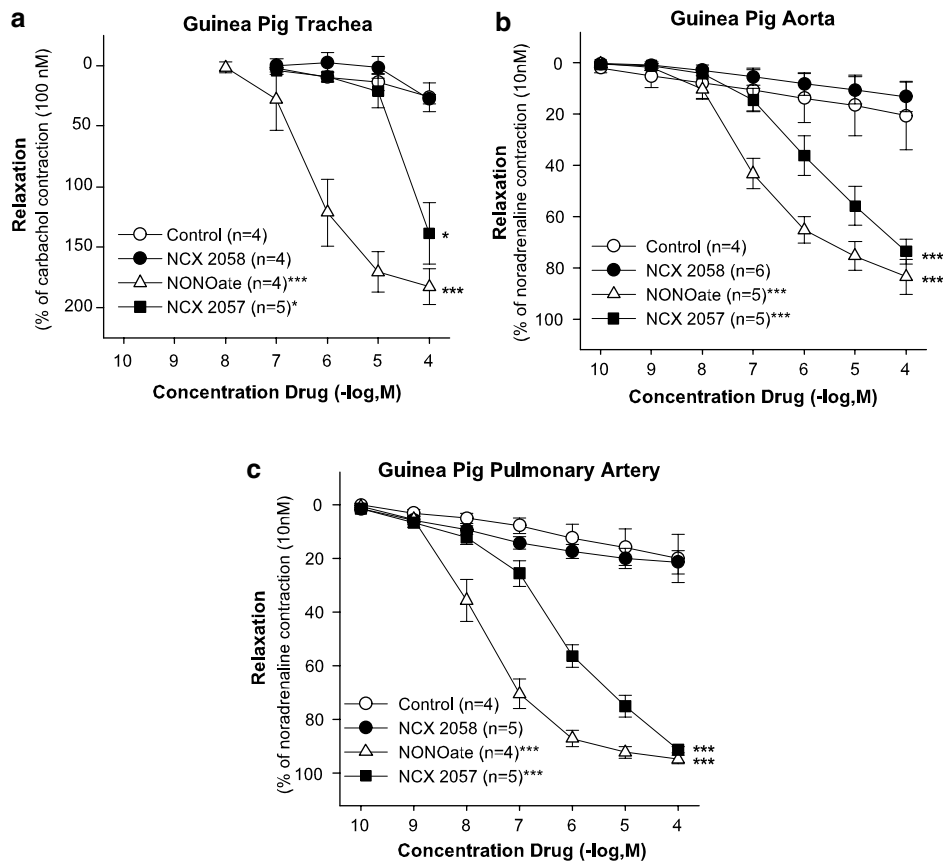 a
Guinea Pig Trachea
Relaxation
(% of carbachol contraction (100 nM)
0
50
100
150
200
Control (n=4)
NCX 2058 (n=4)
NONOate (n=4)***
NCX 2057 (n=5)*
*
***
10 9 8 7 6 5 4
Concentration Drug (-log,M)
b
Guinea Pig Aorta
Relaxation
(% of noradrenaline contraction (10nM)
0
20
40
60
80
100
Control (n=4)
NCX 2058 (n=6)
NONOate (n=5)***
NCX 2057 (n=5)***
***
***
10 9 8 7 6 5 4
Concentration Drug (-log,M)
c
Guinea Pig Pulmonary Artery
Relaxation
(% of noradrenaline contraction (10nM)
0
20
40
60
80
100
Control (n=4)
NCX 2058 (n=5)
NONOate (n=4)***
NCX 2057 (n=5)***
***
***
10 9 8 7 6 5 4
Concentration Drug (-log,M)